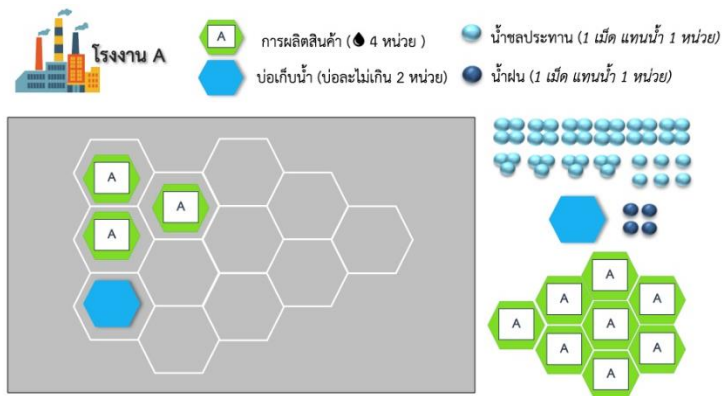 โรงงาน A
A การผลิตสินค้า ( 4 หน่วย )
บ่อเก็บน้ำ (บ่อละไม่เกิน 2 หน่วย)
น้ำชลประทาน (1 เม็ด แทนน้ำ 1 หน่วย)
น้ำฝน (1 เม็ด แทนน้ำ 1 หน่วย)
A
A
A
A
A
A
A
A
A
A
A